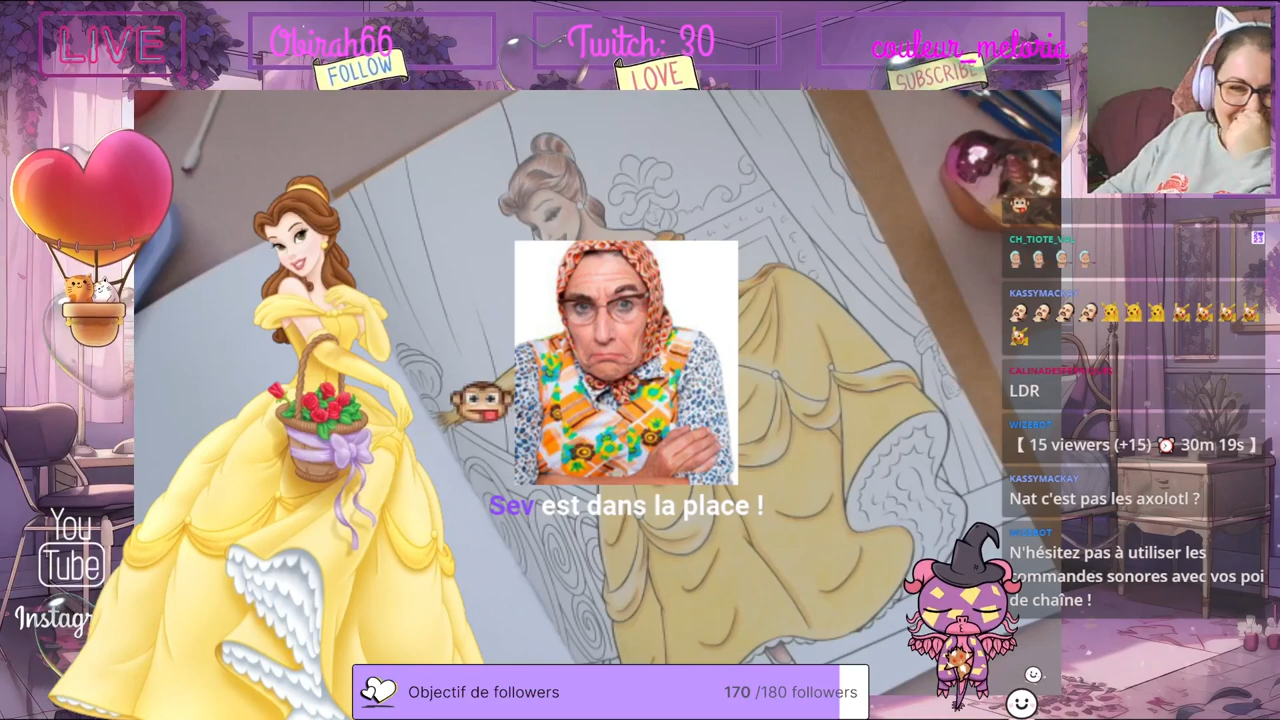 LIVE
Obirah66
Twitch: 30
couleur_melaria
FOLLOW
LOVE
SUBSCRIBE
CH_TIOTE_V
KASSYMACKAY
LDR
WIZEBOT
【 15 viewers (+15) ⏰ 30m 19s 】
KASSYMACKAY
Nat c'est pas les axolotl ?
N'hésitez pas à utiliser les
commandes sonores avec vos poi
de chaîne !
Sev est dans la place !
You
Tube
Instagr
Objectif de followers
170 /180 followers